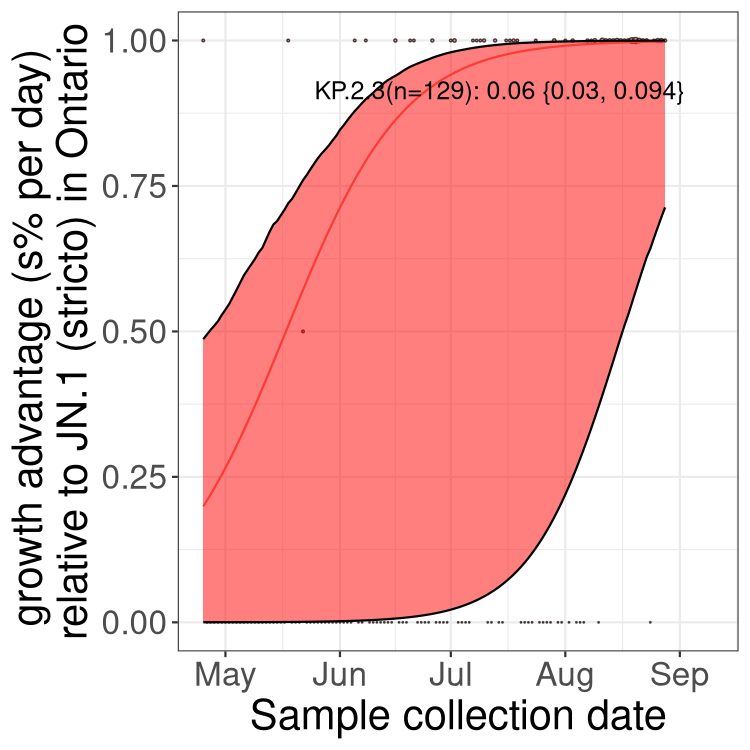 growth advantage (s% per day)
relative to JN.1 (stricto) in Ontario
1.00
0.75
0.50
0.25
0.00
KP.2.3(n=129): 0.06 {0.03, 0.094}
May Jun Jul Aug Sep
Sample collection date